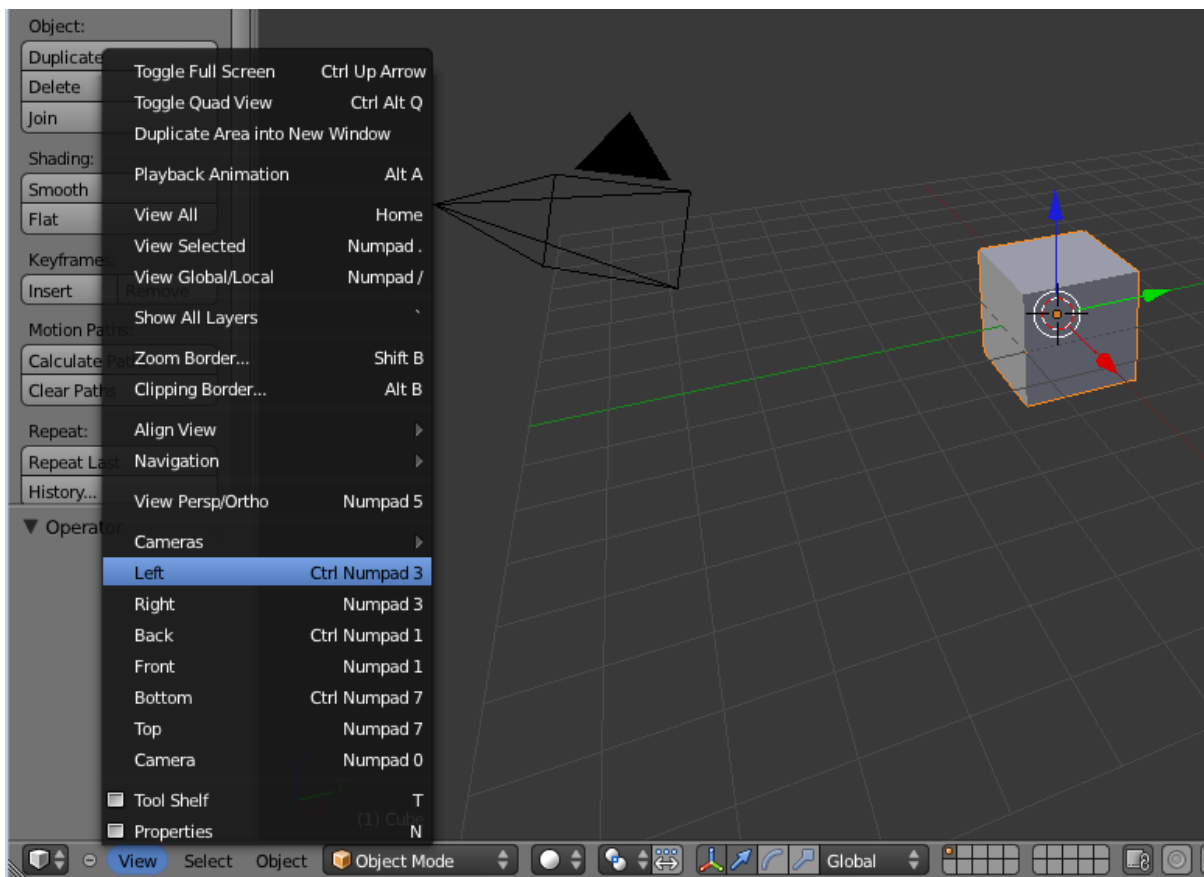 Object:
Duplicate
Delete
Join
Shading:
Smooth
Flat
Keyframes:
Insert Remove
Motion Paths:
Calculate Paths
Clear Paths
Repeat:
Repeat Last
History...
Operator
Toggle Full Screen Ctrl Up Arrow
Toggle Quad View Ctrl Alt Q
Duplicate Area into New Window
Playback Animation Alt A
View All Home
View Selected Numpad .
View Global/Local Numpad /
Show All Layers `
Zoom Border... Shift B
Clipping Border... Alt B
Align View
Navigation
View Persp/Ortho Numpad 5
Cameras
Left Ctrl Numpad 3
Right Numpad 3
Back Ctrl Numpad 1
Front Numpad 1
Bottom Ctrl Numpad 7
Top Numpad 7
Camera Numpad 0
Tool Shelf T
Properties N
(1) Cube
View Select Object Object Mode Global